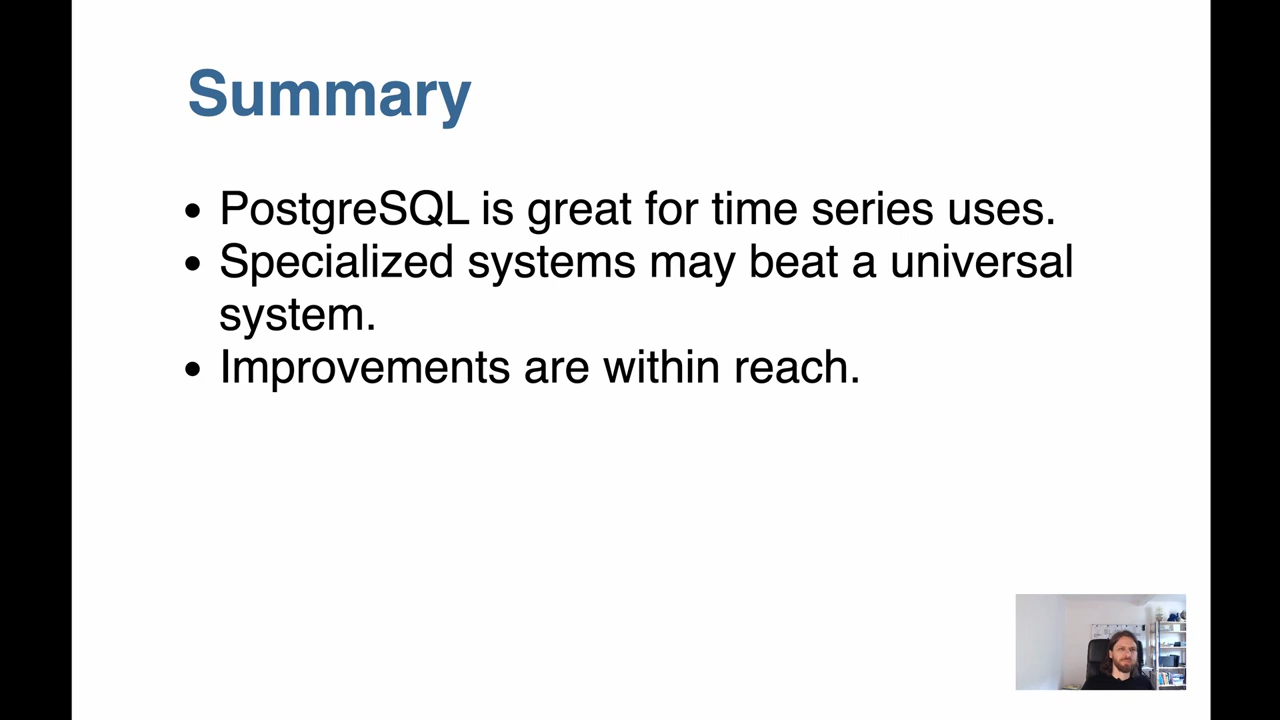 Summary
• PostgreSQL is great for time series uses.
• Specialized systems may beat a universal
system.
• Improvements are within reach.